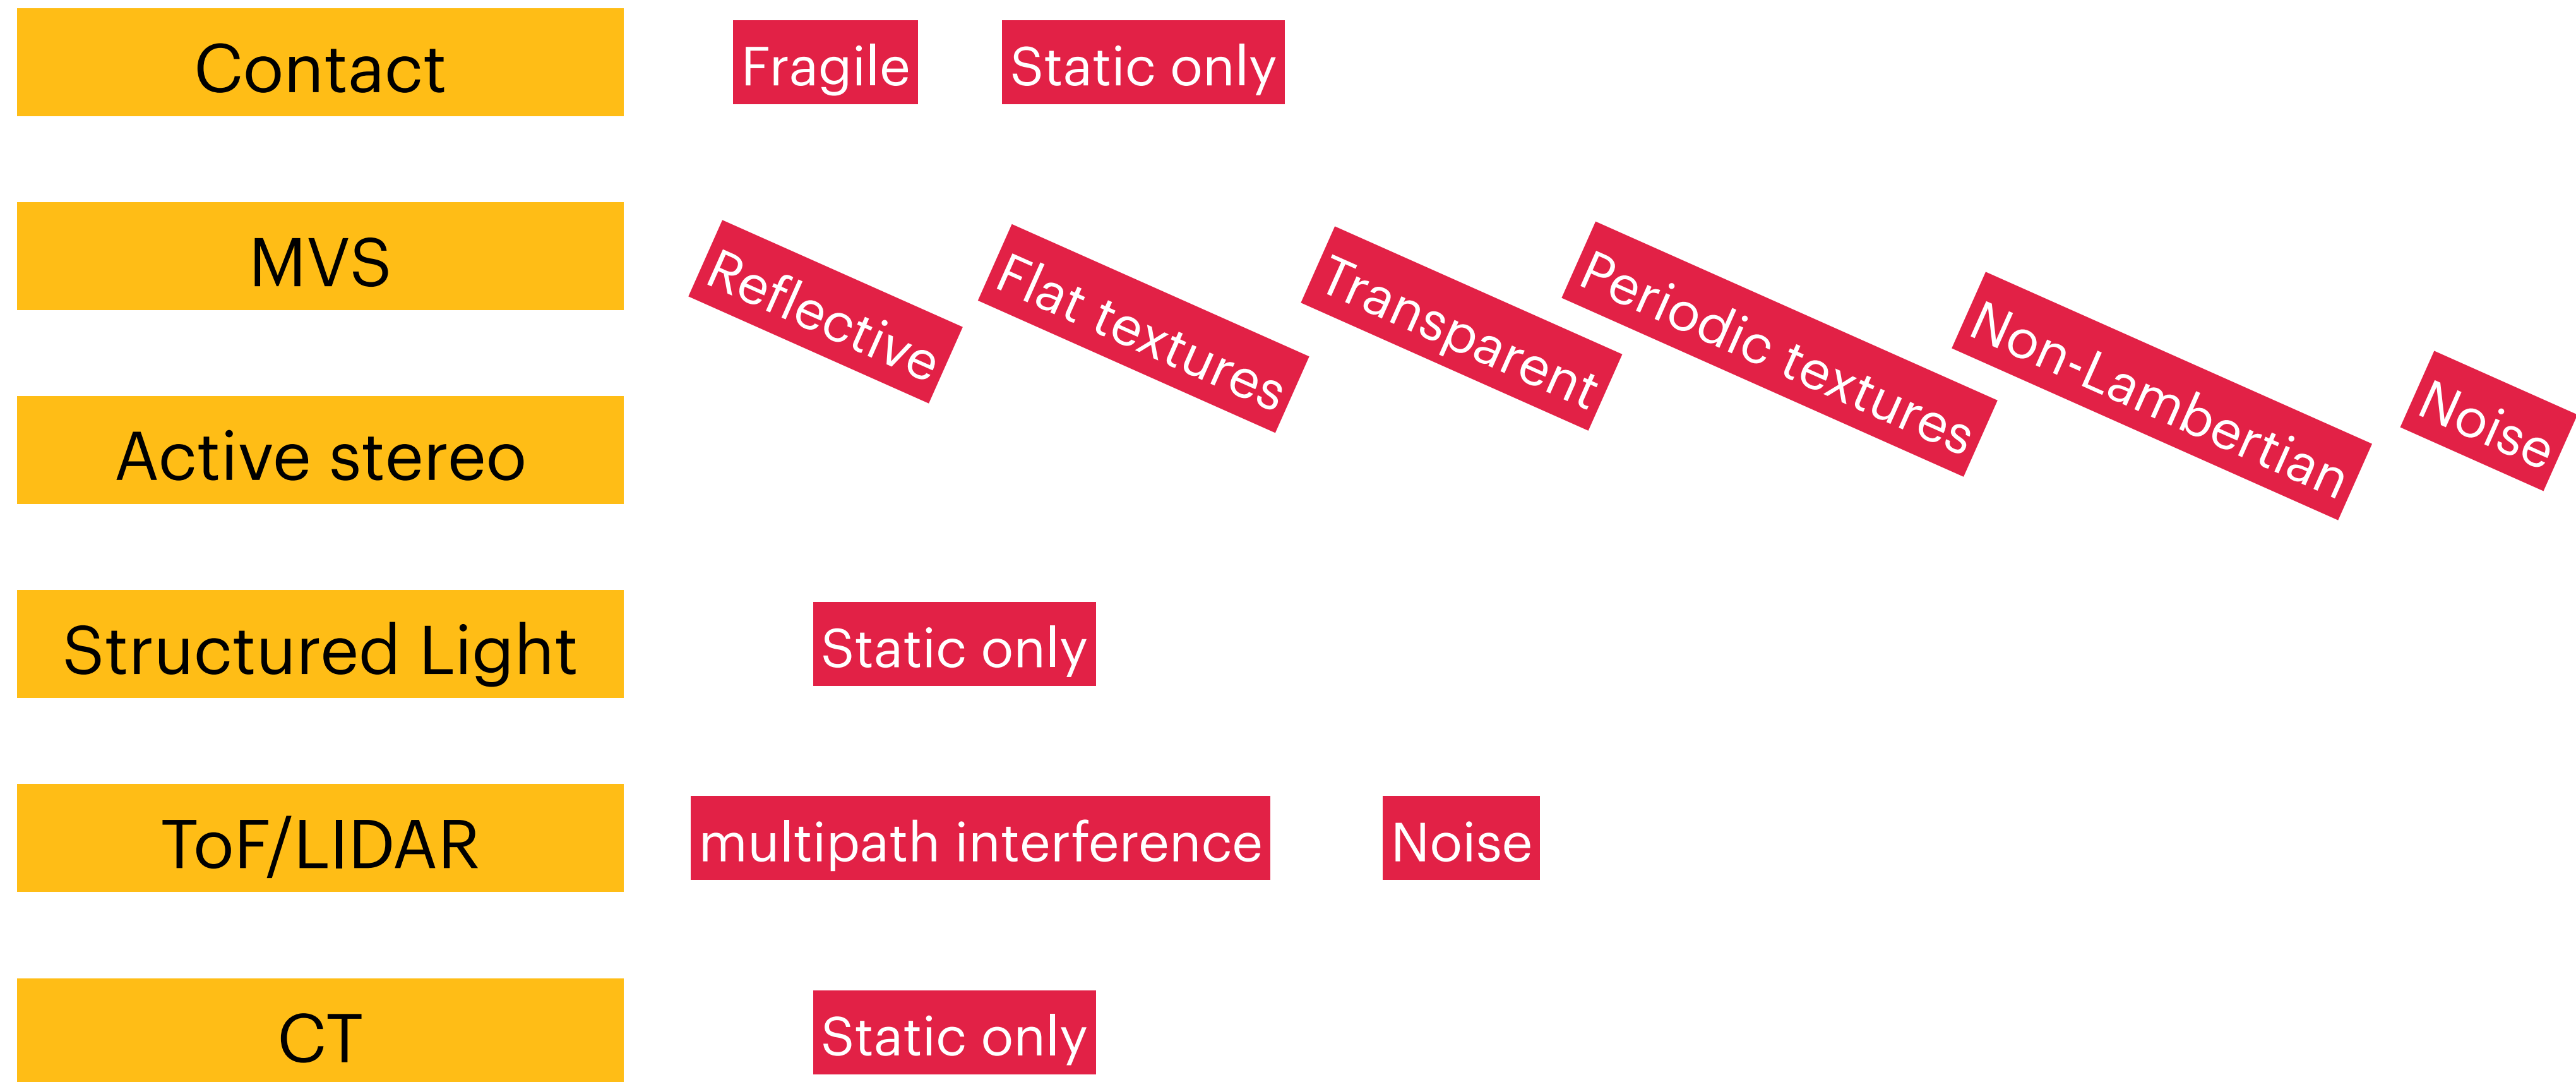 Contact
Fragile
Static only
MVS
Reflective
Flat textures
Transparent
Periodic textures
Non-Lambertian
Noise
Active stereo
Structured Light
Static only
ToF/LIDAR
multipath interference
Noise
CT
Static only